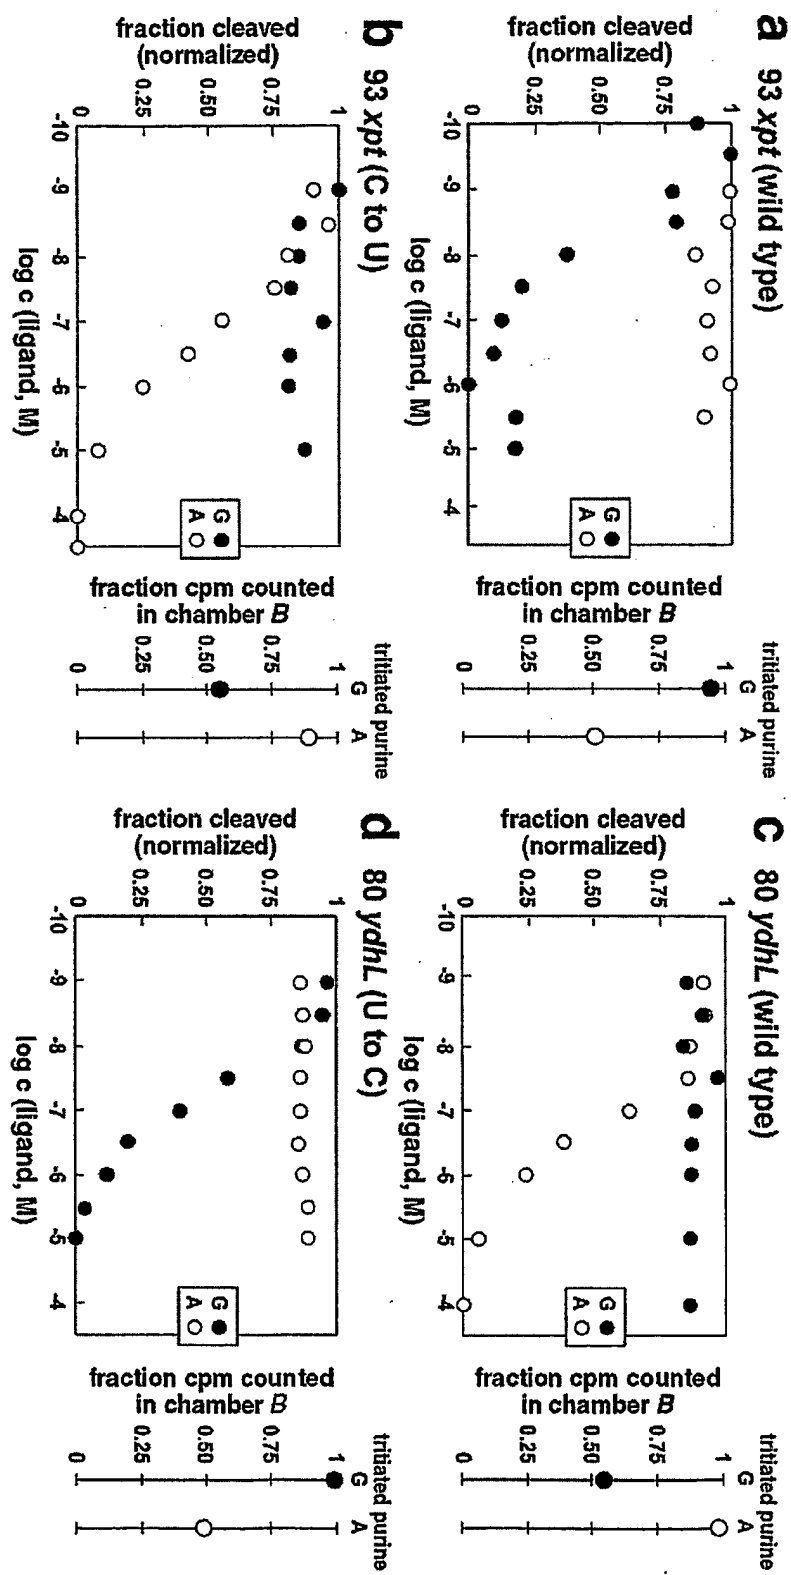 a 93 xpt (wild type)
fraction cleaved
(normalized)
1
0.75
0.50
0.25
0
-10 -9 -8 -7 -6 -5 -4
log c (ligand, M)
G
A
fraction cpm counted
in chamber B
tritiated purine
G A
1
0.75
0.50
0.25
0
b 93 xpt (C to U)
fraction cleaved
(normalized)
1
0.75
0.50
0.25
0
-10 -9 -8 -7 -6 -5 -4
log c (ligand, M)
G
A
fraction cpm counted
in chamber B
tritiated purine
G A
1
0.75
0.50
0.25
0
c 80 ydhL (wild type)
fraction cleaved
(normalized)
1
0.75
0.50
0.25
0
-10 -9 -8 -7 -6 -5 -4
log c (ligand, M)
G
A
fraction cpm counted
in chamber B
tritiated purine
G A
1
0.75
0.50
0.25
0
d 80 ydhL (U to C)
fraction cleaved
(normalized)
1
0.75
0.50
0.25
0
-10 -9 -8 -7 -6 -5 -4
log c (ligand, M)
G
A
fraction cpm counted
in chamber B
tritiated purine
G A
1
0.75
0.50
0.25
0